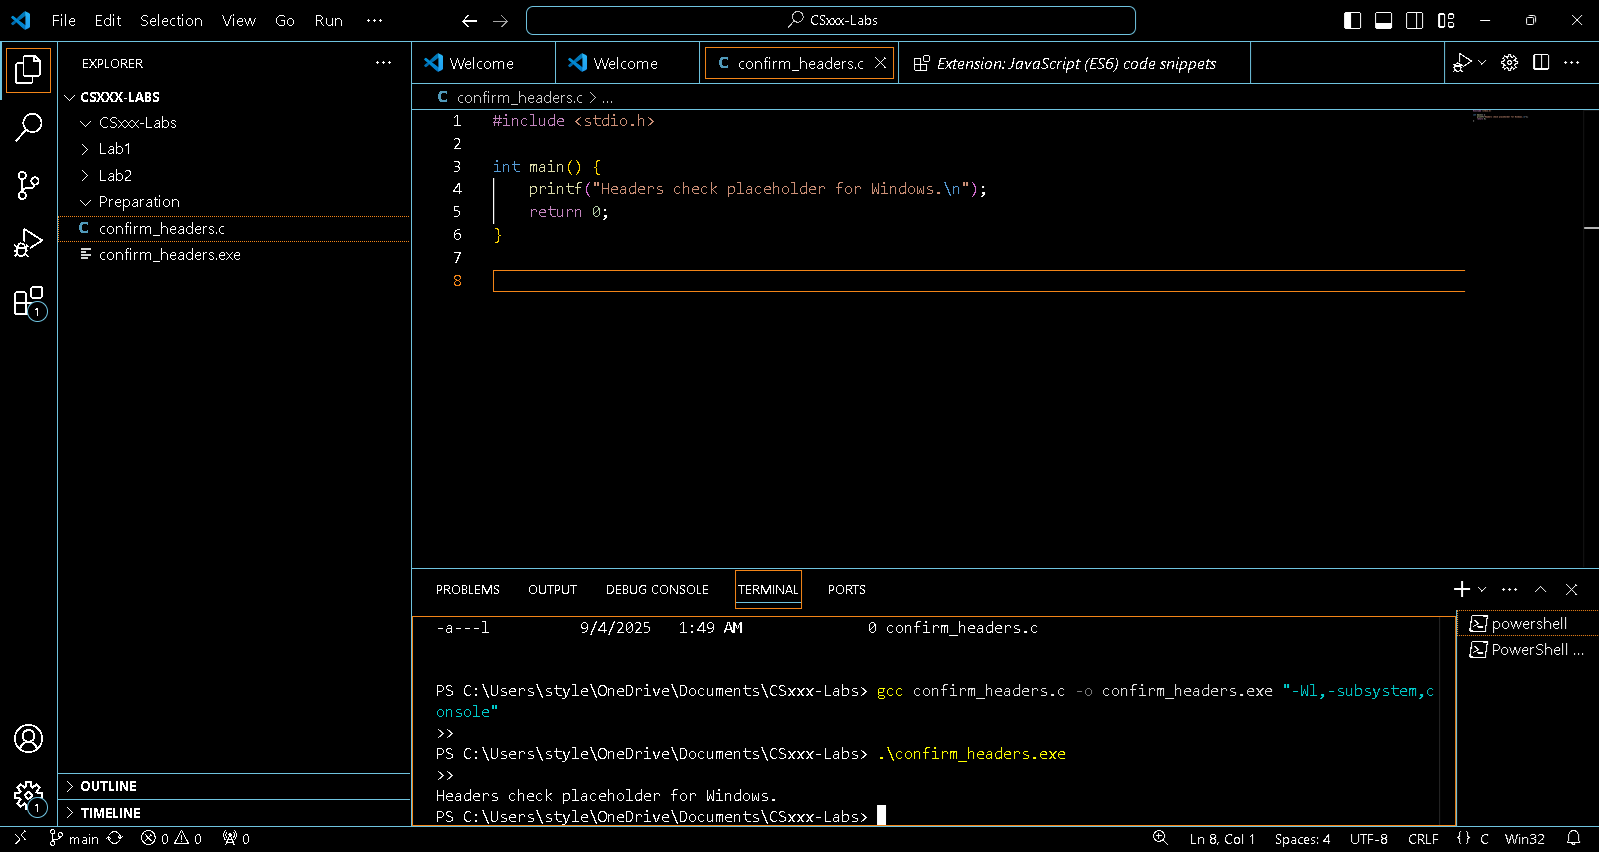 File Edit Selection View Go Run ···
CSxxx-Labs
EXPLORER
CSXXX-LABS
CSxxx-Labs
Lab1
Lab2
Preparation
C confirm_headers.c
confirm_headers.exe
OUTLINE
TIMELINE
1
1
Welcome
Welcome
C confirm_headers.c
Extension: JavaScript (ES6) code snippets
C confirm_headers.c > ...
1 #include <stdio.h>
2
3 int main() {
4 printf("Headers check placeholder for Windows.\n");
5 return 0;
6 }
7
8
PROBLEMS OUTPUT DEBUG CONSOLE TERMINAL PORTS
-a---l 9/4/2025 1:49 AM 0 confirm_headers.c
PS C:\Users\style\OneDrive\Documents\CSxxx-Labs> gcc confirm_headers.c -o confirm_headers.exe "-Wl,-subsystem,c
onsole"
>>
PS C:\Users\style\OneDrive\Documents\CSxxx-Labs> .\confirm_headers.exe
>>
Headers check placeholder for Windows.
PS C:\Users\style\OneDrive\Documents\CSxxx-Labs>
powershell
PowerShell ...
main 0 0 0 Ln 8, Col 1 Spaces: 4 UTF-8 CRLF {} C Win32